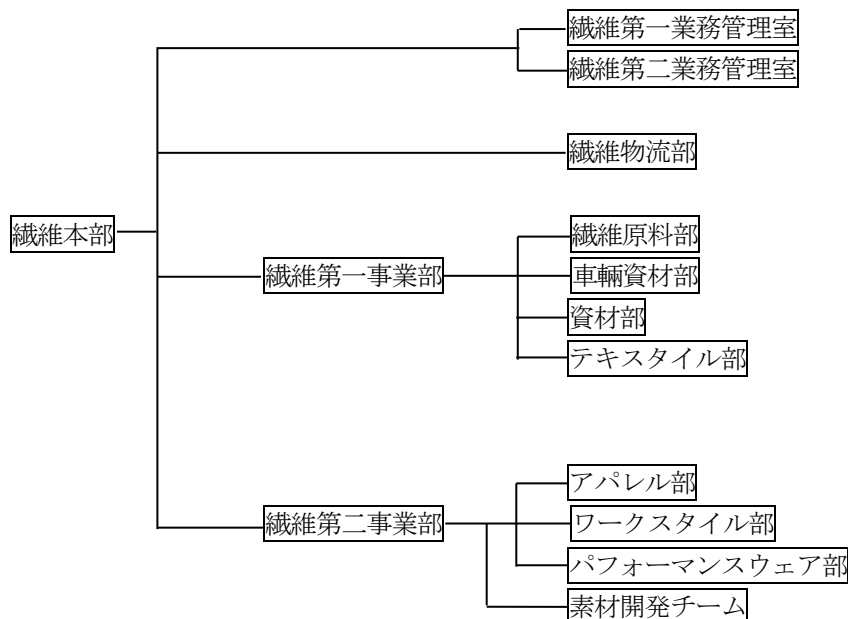 繊維第一業務管理室
繊維第二業務管理室
繊維物流部
繊維本部
繊維第一事業部
繊維原料部
車輛資材部
資材部
テキスタイル部
繊維第二事業部
アパレル部
ワークスタイル部
パフォーマンスウェア部
素材開発チーム